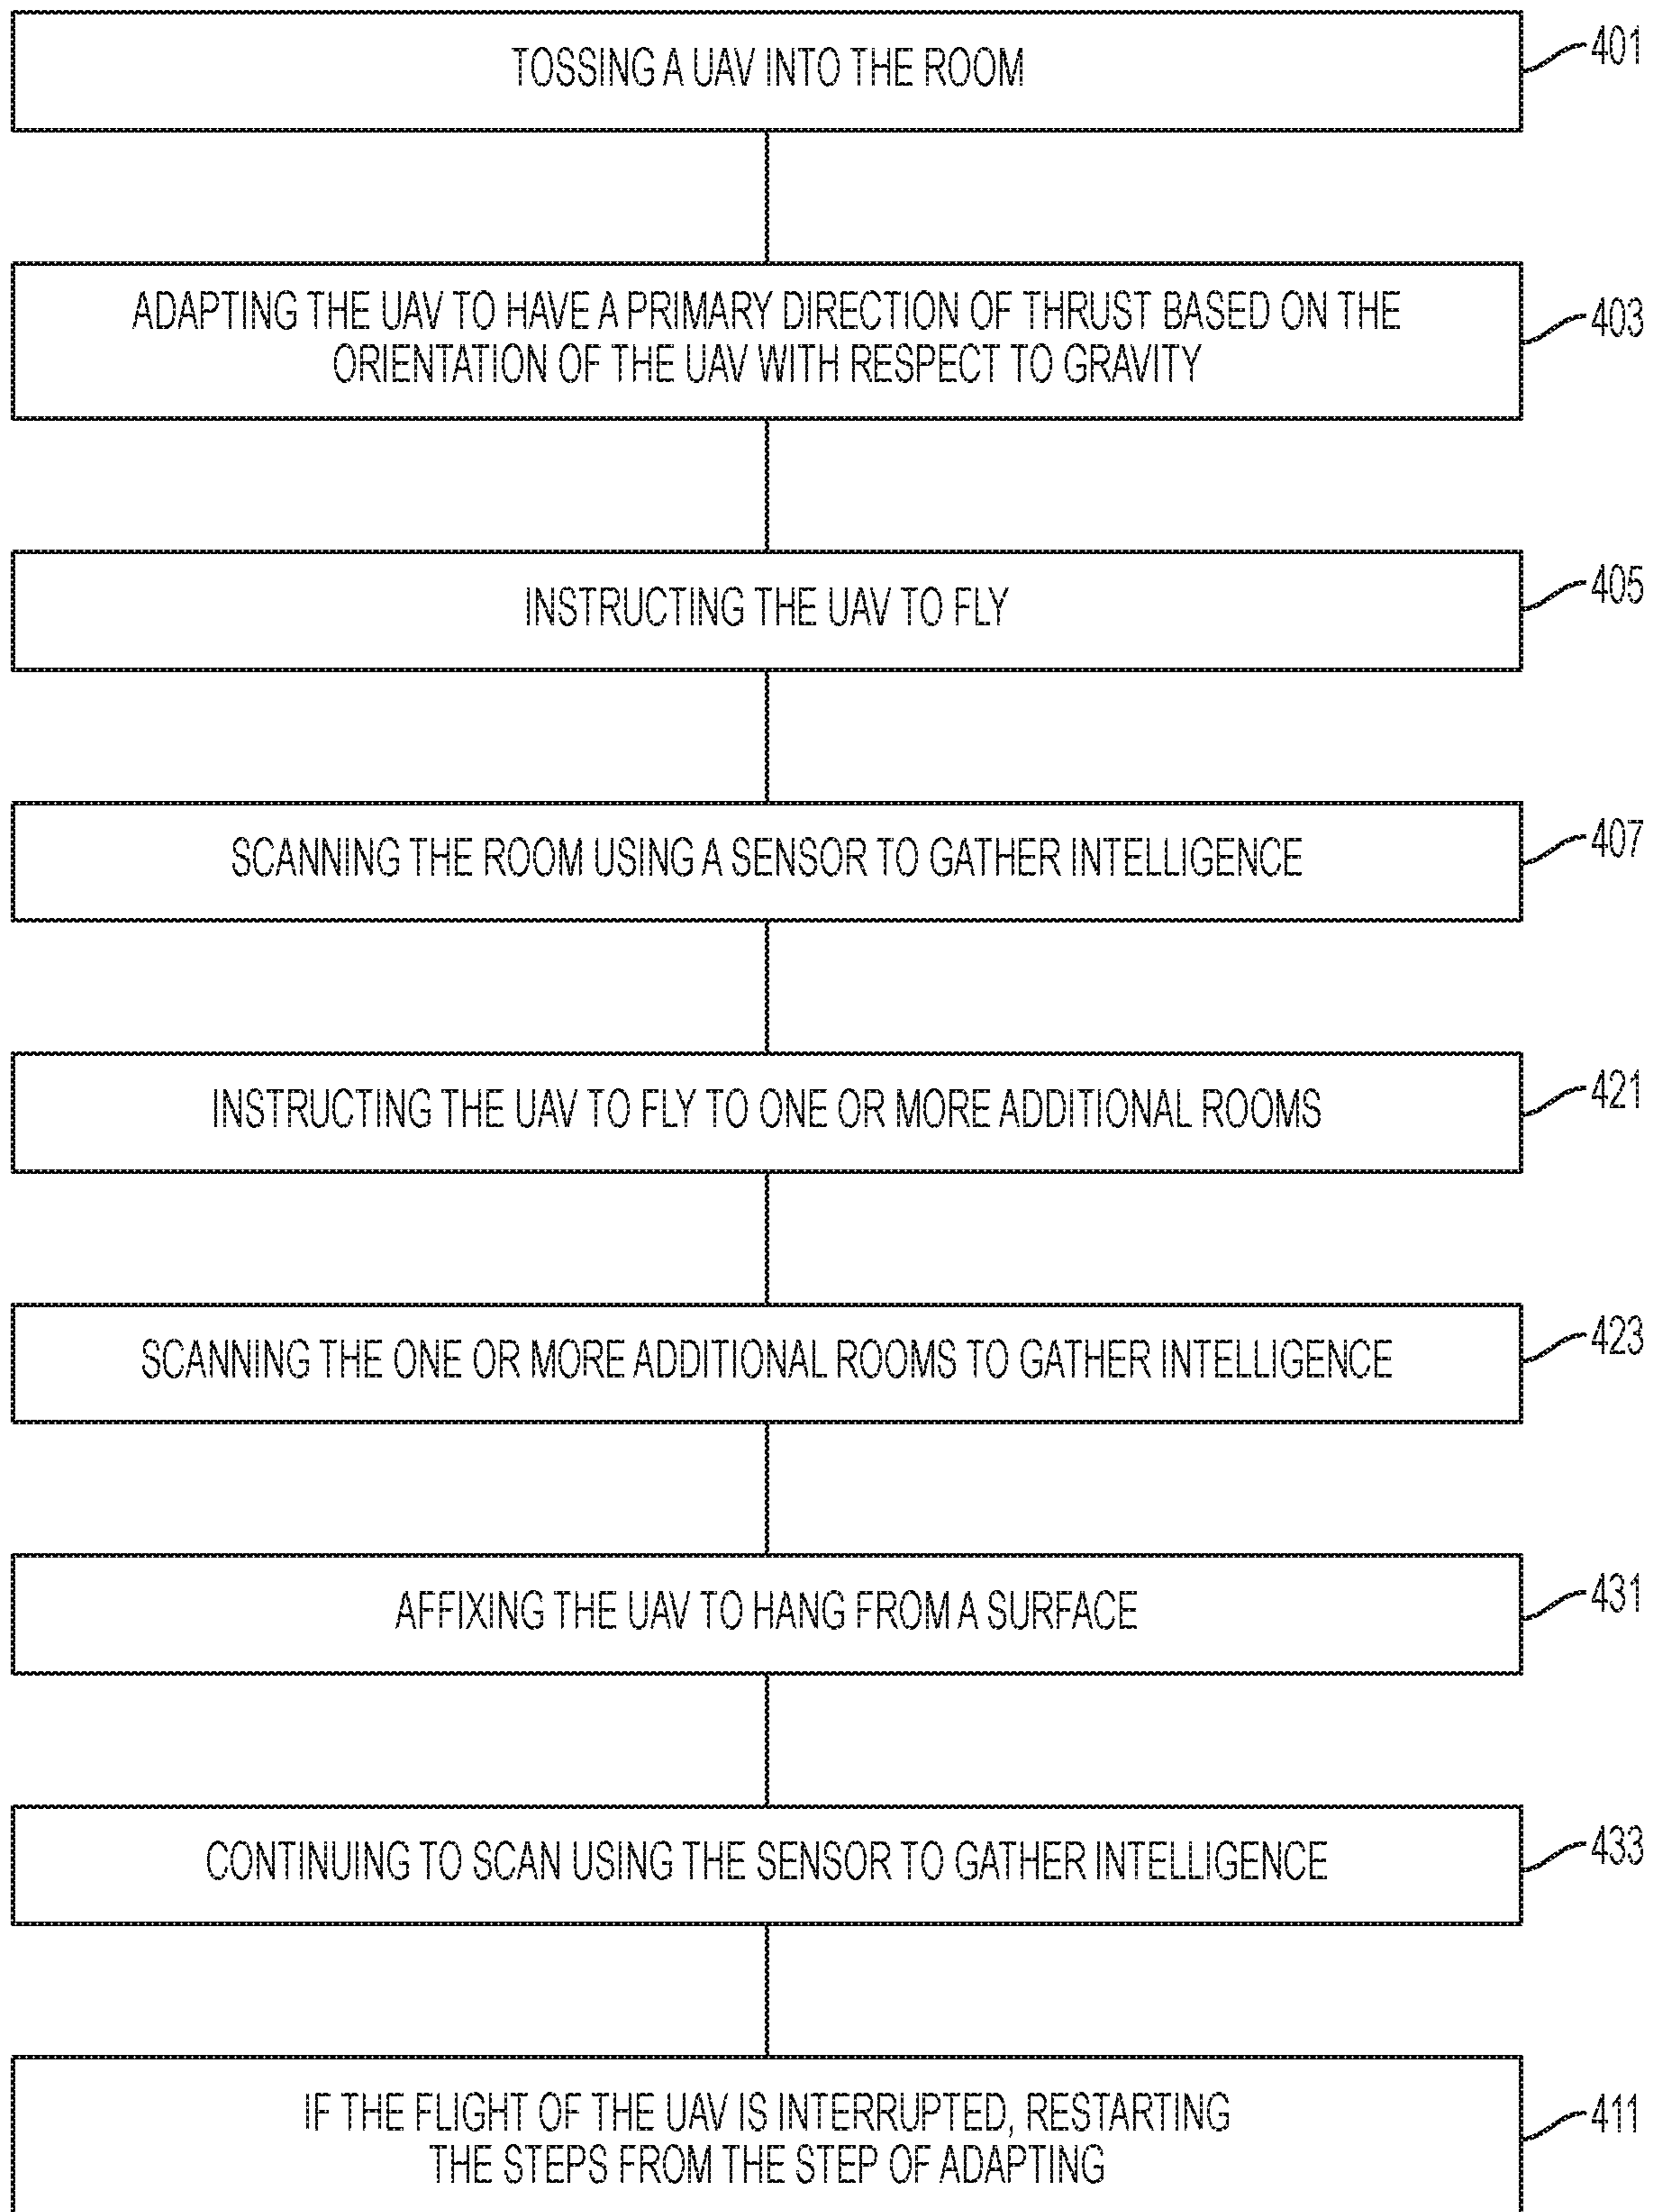 TOSSING A UAV INTO THE ROOM
401
ADAPTING THE UAV TO HAVE A PRIMARY DIRECTION OF THRUST BASED ON THE
ORIENTATION OF THE UAV WITH RESPECT TO GRAVITY
403
INSTRUCTING THE UAV TO FLY
405
SCANNING THE ROOM USING A SENSOR TO GATHER INTELLIGENCE
407
INSTRUCTING THE UAV TO FLY TO ONE OR MORE ADDITIONAL ROOMS
421
SCANNING THE ONE OR MORE ADDITIONAL ROOMS TO GATHER INTELLIGENCE
423
AFFIXING THE UAV TO HANG FROM A SURFACE
431
CONTINUING TO SCAN USING THE SENSOR TO GATHER INTELLIGENCE
433
IF THE FLIGHT OF THE UAV IS INTERRUPTED, RESTARTING
THE STEPS FROM THE STEP OF ADAPTING
411